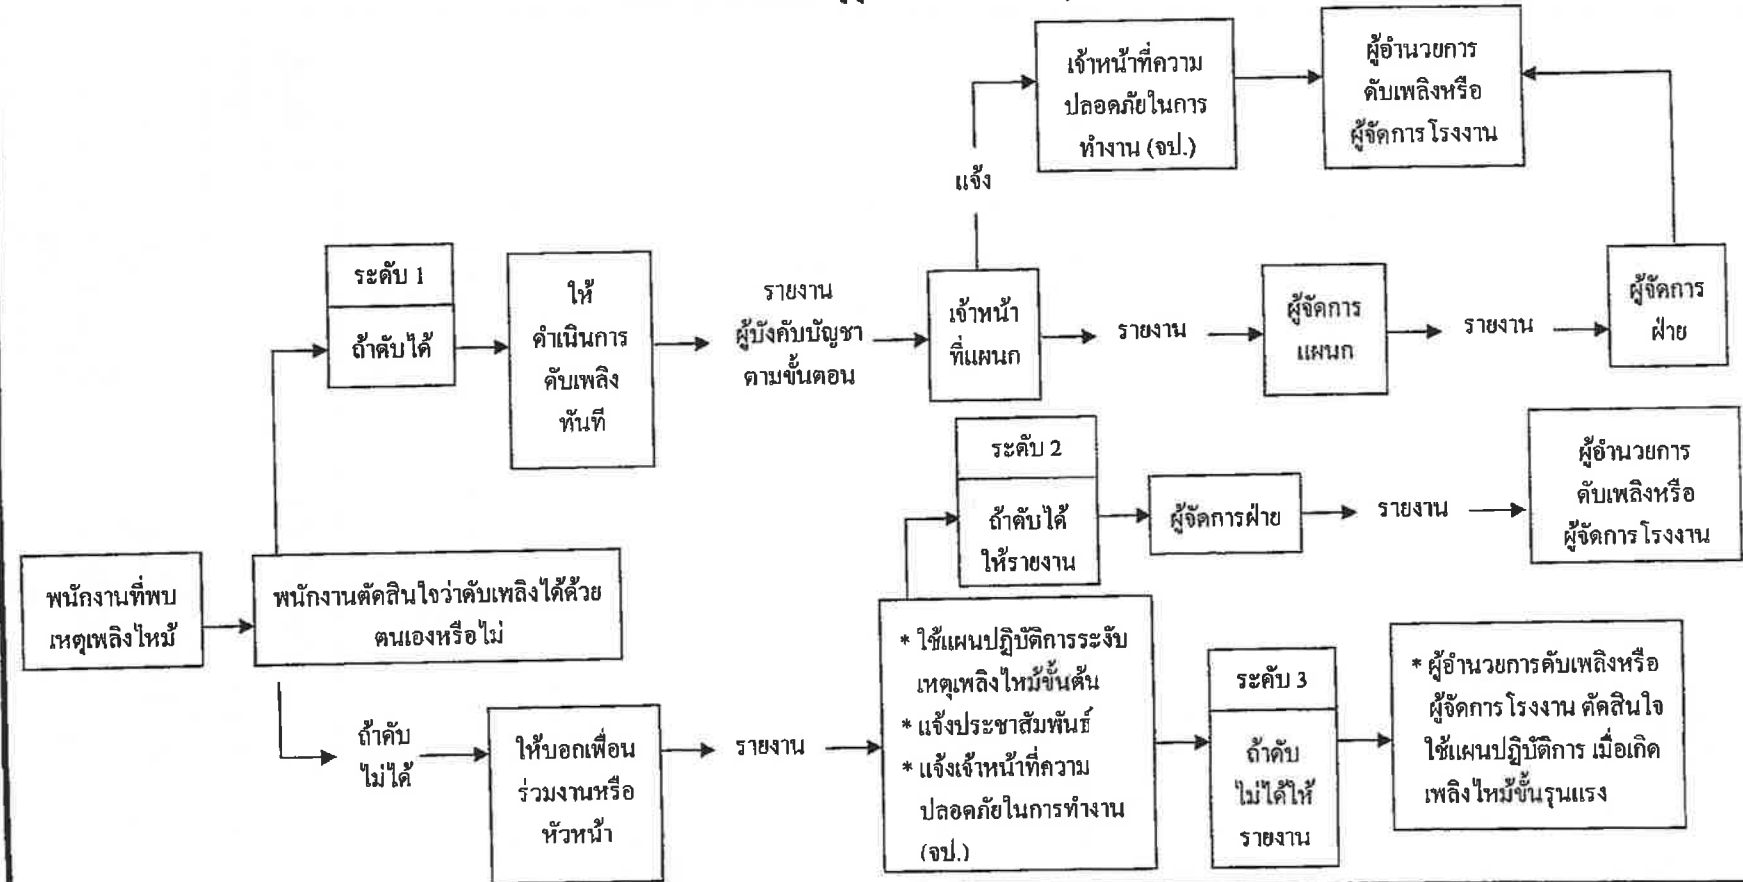 เจ้าหน้าที่ความ
ปลอดภัยในการ
ทำงาน (จป.)
ผู้อำนวยการ
ดับเพลิงหรือ
ผู้จัดการโรงงาน
แจ้ง
ระดับ 1
ถ้าดับได้
ให้
ดำเนินการ
ดับเพลิง
ทันที
รายงาน
ผู้บังคับบัญชา
ตามขั้นตอน
เจ้าหน้า
ที่แผนก
รายงาน
ผู้จัดการ
แผนก
รายงาน
ผู้จัดการ
ฝ่าย
ระดับ 2
ถ้าดับได้
ให้รายงาน
ผู้จัดการฝ่าย
รายงาน
ผู้อำนวยการ
ดับเพลิงหรือ
ผู้จัดการโรงงาน
พนักงานที่พบ
เหตุเพลิงไหม้
พนักงานตัดสินใจว่าดับเพลิงได้ด้วย
ตนเองหรือไม่
ถ้าดับ
ไม่ได้
ให้บอกเพื่อน
ร่วมงานหรือ
หัวหน้า
รายงาน
* ใช้แผนปฏิบัติการระงับ
เหตุเพลิงไหม้ขั้นต้น
* แจ้งประชาสัมพันธ์
* แจ้งเจ้าหน้าที่ความ
ปลอดภัยในการทำงาน
(จป.)
ระดับ 3
ถ้าดับ
ไม่ได้ให้
รายงาน
* ผู้อำนวยการดับเพลิงหรือ
ผู้จัดการโรงงาน ตัดสินใจ
ใช้แผนปฏิบัติการ เมื่อเกิด
เพลิงไหม้ขั้นรุนแรง